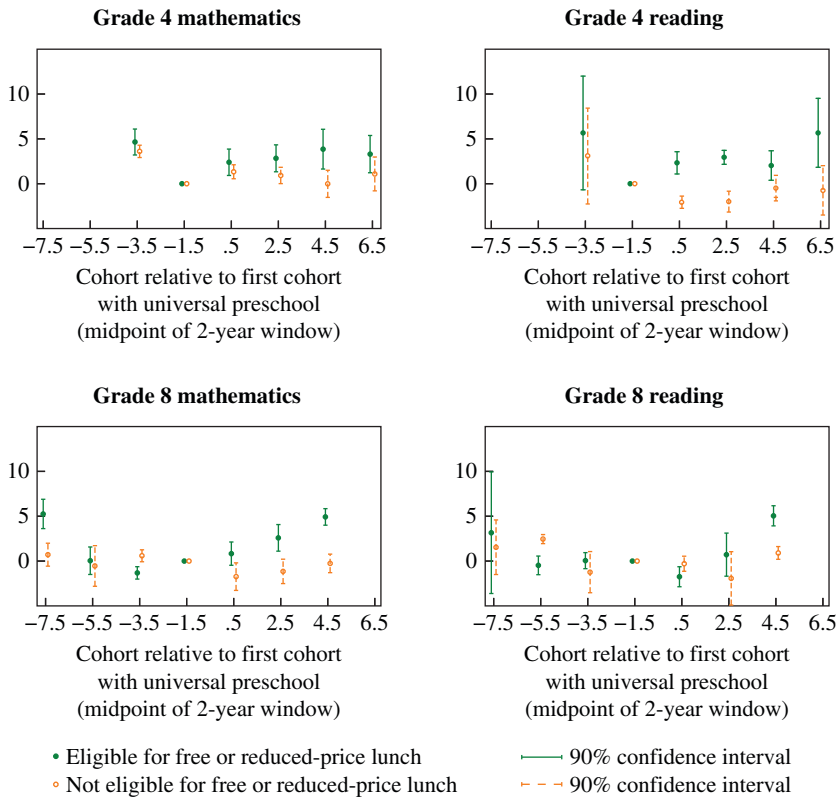 Grade 4 mathematics
10
5
0
−7.5 −5.5 −3.5 −1.5 .5 2.5 4.5 6.5
Cohort relative to first cohort
with universal preschool
(midpoint of 2-year window)
Grade 4 reading
10
5
0
−7.5 −5.5 −3.5 −1.5 .5 2.5 4.5 6.5
Cohort relative to first cohort
with universal preschool
(midpoint of 2-year window)
Grade 8 mathematics
10
5
0
−7.5 −5.5 −3.5 −1.5 .5 2.5 4.5 6.5
Cohort relative to first cohort
with universal preschool
(midpoint of 2-year window)
Grade 8 reading
10
5
0
−7.5 −5.5 −3.5 −1.5 .5 2.5 4.5 6.5
Cohort relative to first cohort
with universal preschool
(midpoint of 2-year window)
Eligible for free or reduced-price lunch
90% confidence interval
Not eligible for free or reduced-price lunch
90% confidence interval